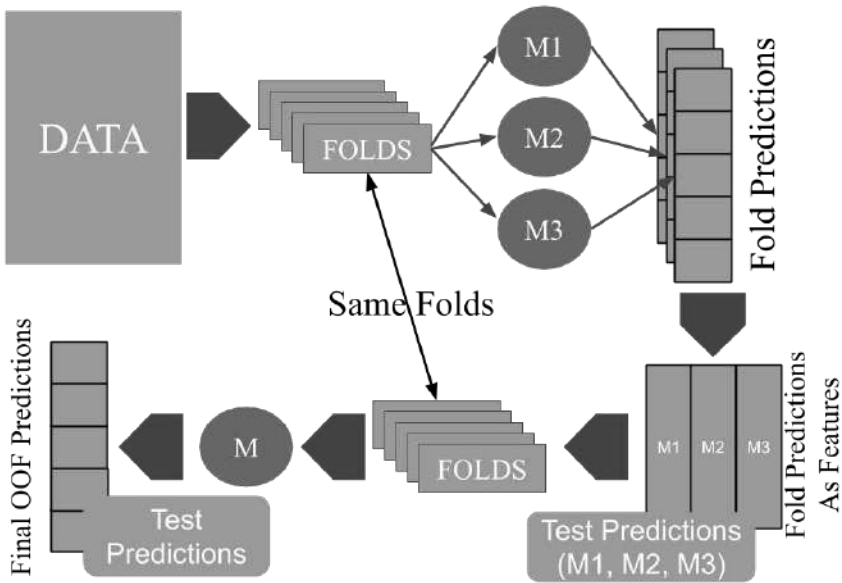 DATA
FOLDS
M1
M2
M3
Fold Predictions
Same Folds
Fold Predictions
As Features
M1
M2
M3
Test Predictions
(M1, M2, M3)
FOLDS
M
Final OOF Predictions
Test
Predictions